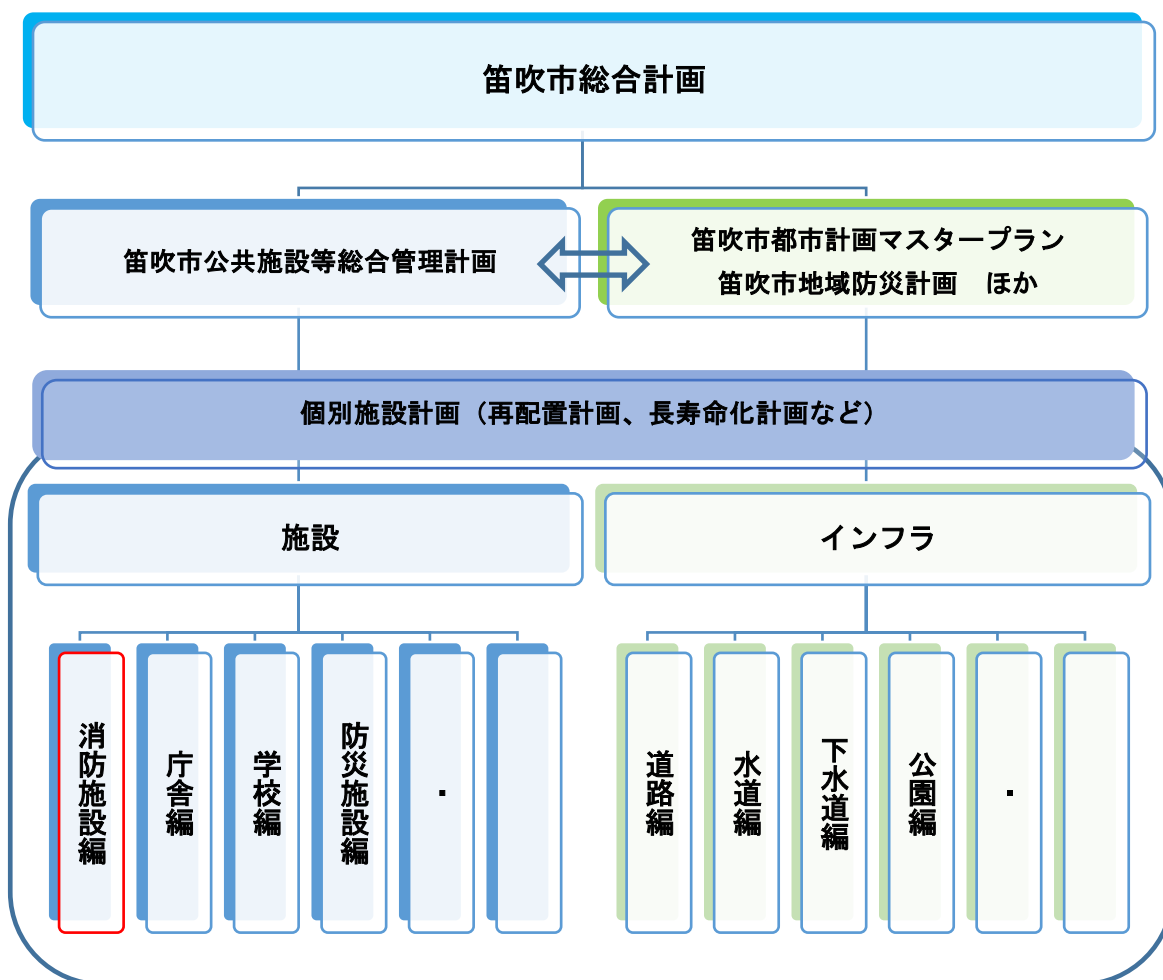 笛吹市総合計画
笛吹市公共施設等総合管理計画
笛吹市都市計画マスタープラン
笛吹市地域防災計画　ほか
個別施設計画（再配置計画、長寿命化計画など）
施設
インフラ
消防施設編
庁舎編
学校編
防災施設編
・
道路編
水道編
下水道編
公園編
・